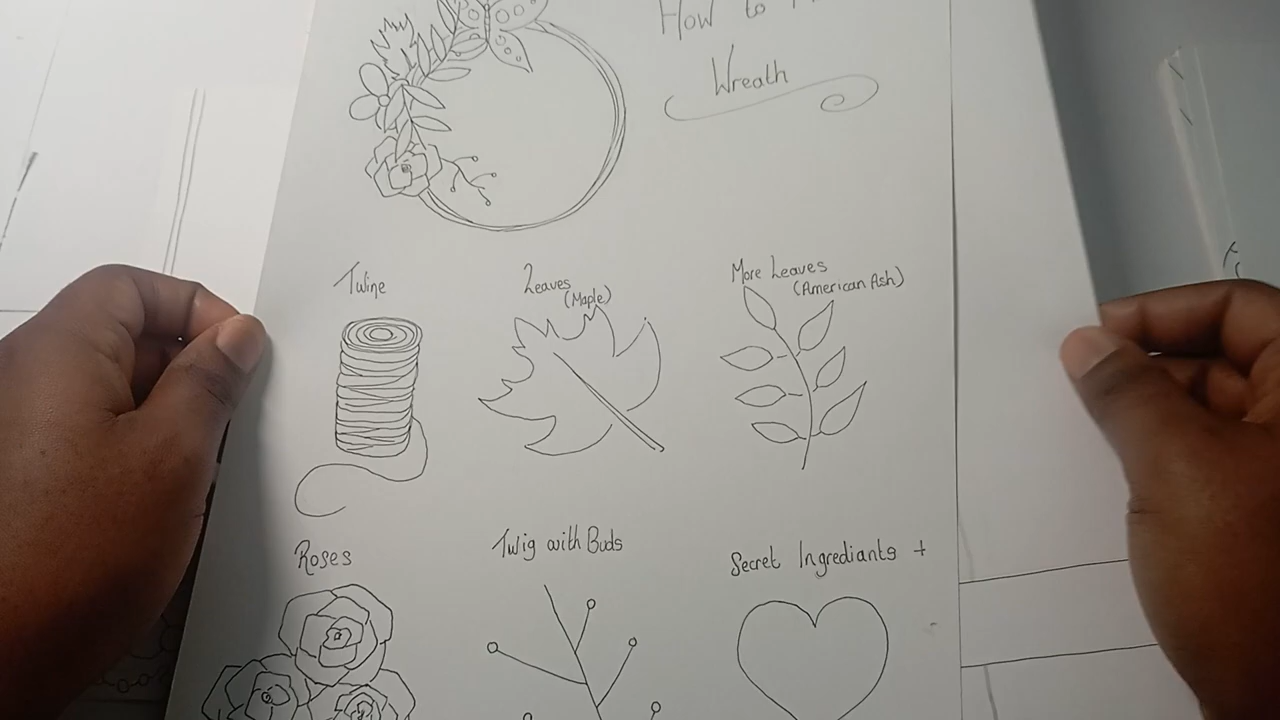 How to
Wreath
Twine
Leaves
(Maple)
More Leaves
(American Ash)
Roses
Twig with Buds
Secret Ingrediants +